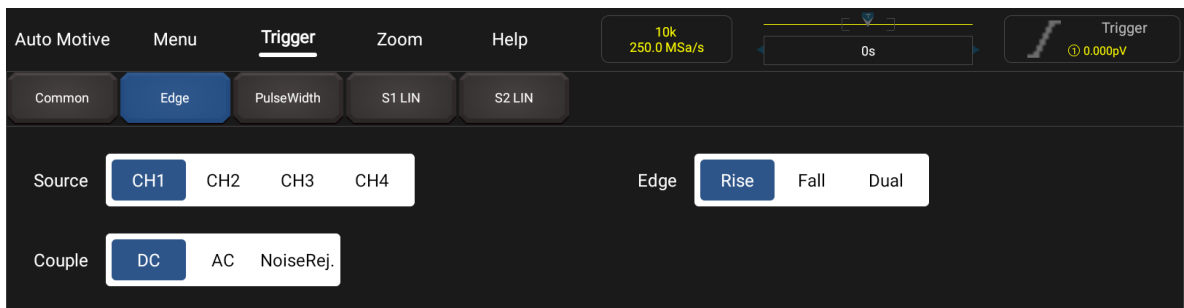 Auto Motive Menu Trigger Zoom Help
10k
250.0 MSa/s
0s
Trigger
① 0.000pV
Common Edge PulseWidth S1 LIN S2 LIN
Source CH1 CH2 CH3 CH4 Edge Rise Fall Dual
Couple DC AC NoiseRej.